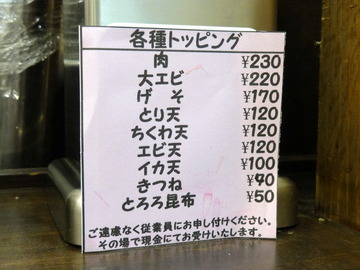 各種トッピング
肉 ¥230
大エビ ¥220
げそ ¥170
とり天 ¥120
ちくわ天 ¥120
エビ天 ¥120
イカ天 ¥100
きつね ¥90
とろろ昆布 ¥50
ご遠慮なく従業員にお申し付けください。
その場で現金にてお受けいたします。